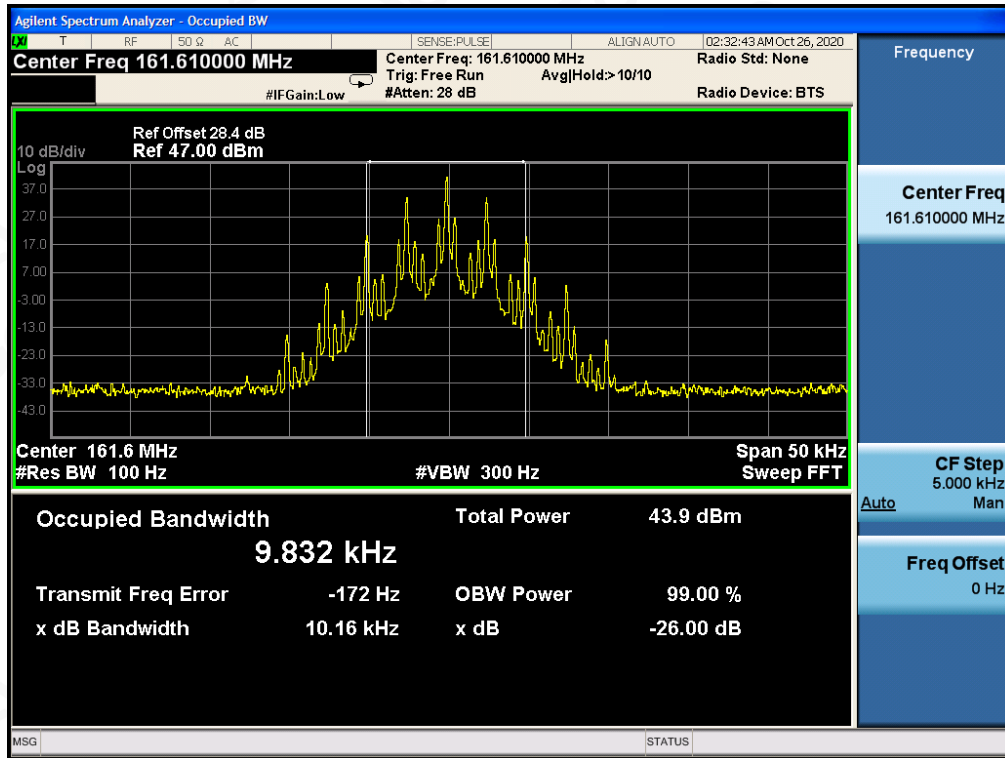 Agilent Spectrum Analyzer - Occupied BW
LXI T RF 50 Ω AC SENSE:PULSE ALIGN AUTO 02:32:43 AM Oct 26, 2020
Center Freq 161.610000 MHz
Center Freq: 161.610000 MHz
Radio Std: None
Trig: Free Run Avg|Hold:>10/10
#IFGain:Low
#Atten: 28 dB
Radio Device: BTS
Ref Offset 28.4 dB
10 dB/div Ref 47.00 dBm
Log
37.0
27.0
17.0
7.00
-3.00
-13.0
-23.0
-33.0
-43.0
Center 161.6 MHz Span 50 kHz
#Res BW 100 Hz #VBW 300 Hz Sweep FFT
Occupied Bandwidth Total Power 43.9 dBm
9.832 kHz
Transmit Freq Error -172 Hz OBW Power 99.00 %
x dB Bandwidth 10.16 kHz x dB -26.00 dB
MSG STATUS
Frequency
Center Freq
161.610000 MHz
CF Step
5.000 kHz
Auto Man
Freq Offset
0 Hz